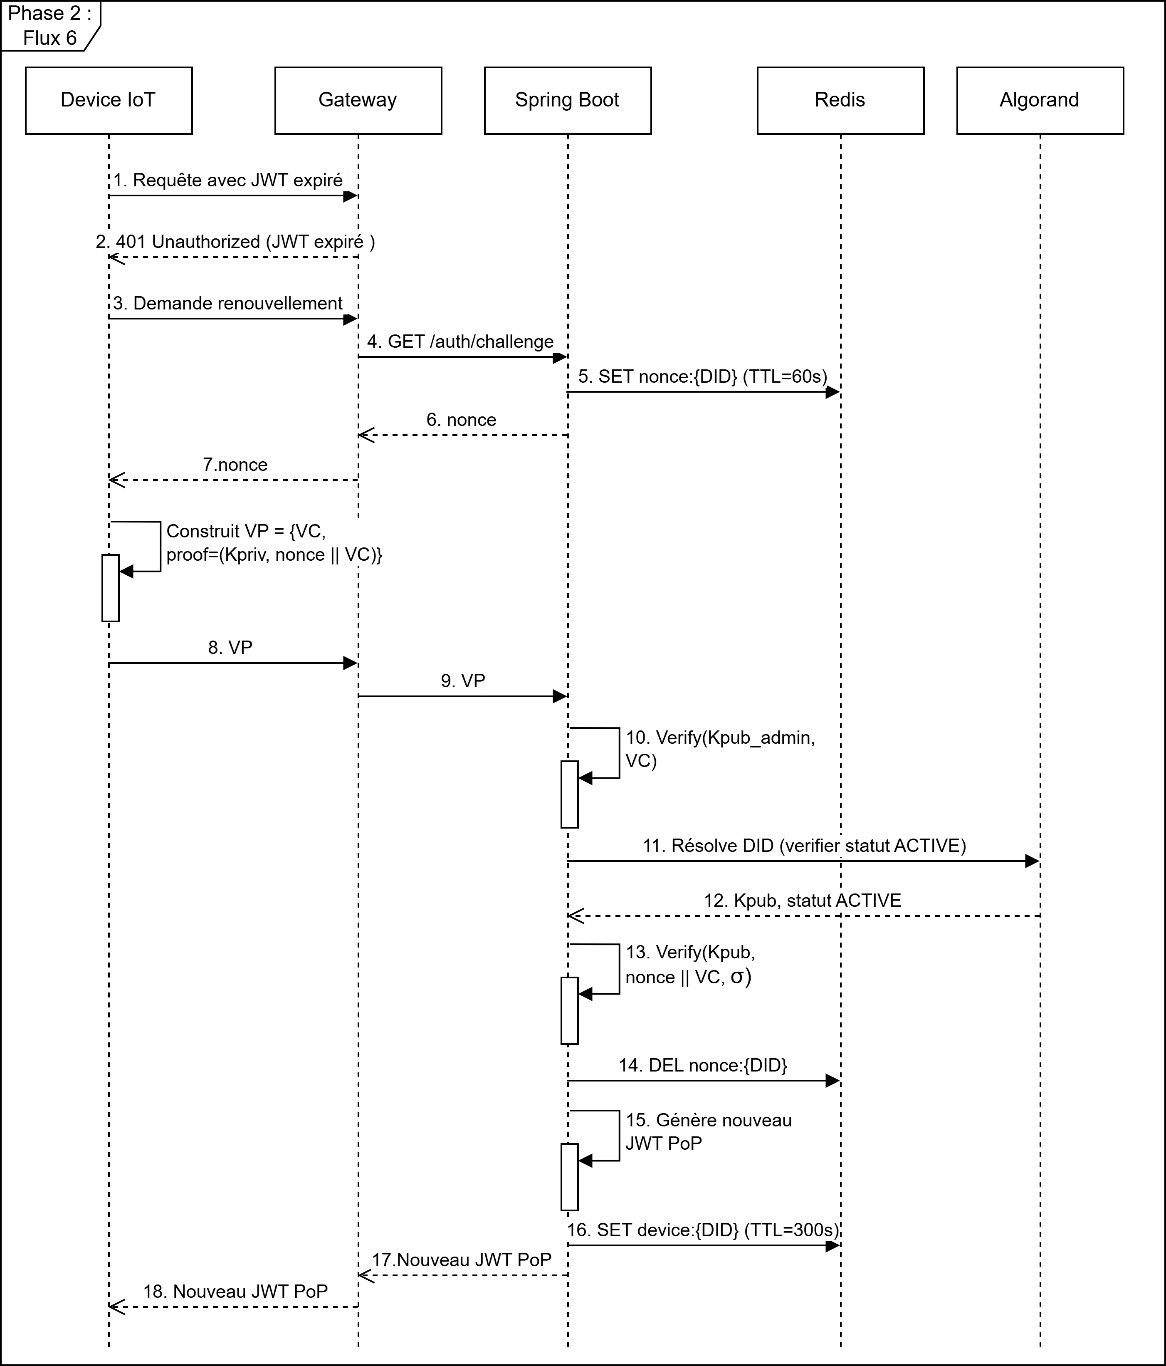 Phase 2 :
Flux 6
Device IoT
Gateway
Spring Boot
Redis
Algorand
1. Requête avec JWT expiré
2. 401 Unauthorized (JWT expiré )
3. Demande renouvellement
4. GET /auth/challenge
5. SET nonce:{DID} (TTL=60s)
6. nonce
7.nonce
Construit VP = {VC,
proof=(Kpriv, nonce || VC)}
8. VP
9. VP
10. Verify(Kpub_admin,
VC)
11. Résolve DID (verifier statut ACTIVE)
12. Kpub, statut ACTIVE
13. Verify(Kpub,
nonce || VC, σ)
14. DEL nonce:{DID}
15. Génère nouveau
JWT PoP
16. SET device:{DID} (TTL=300s)
17.Nouveau JWT PoP
18. Nouveau JWT PoP